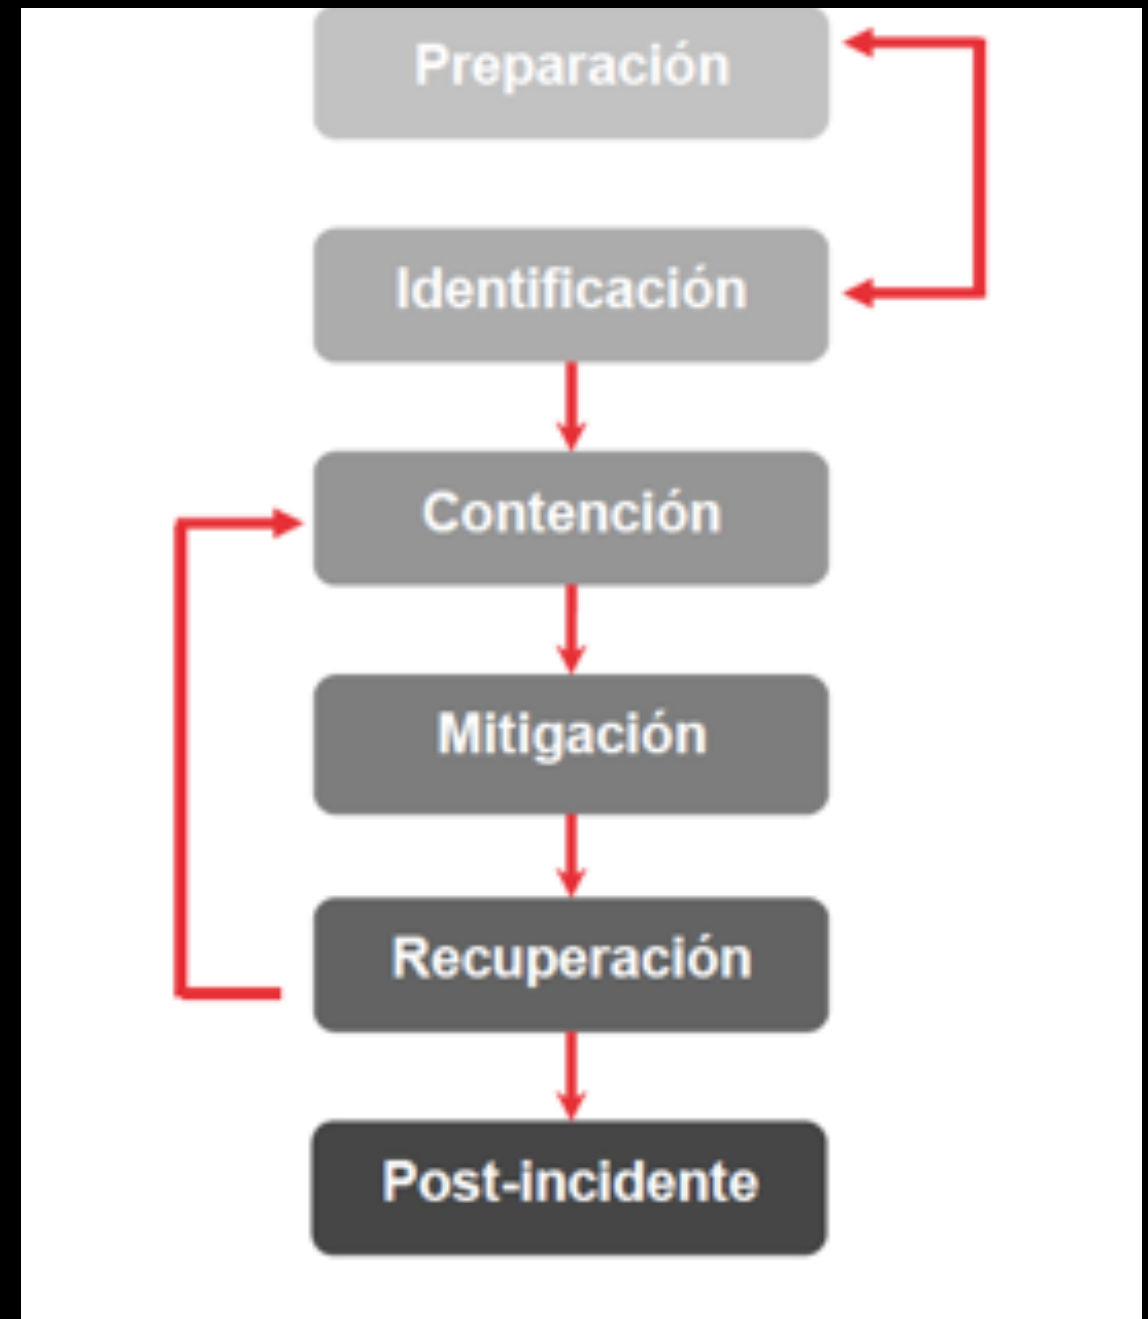 Preparación
Identificación
Contención
Mitigación
Recuperación
Post-incidente